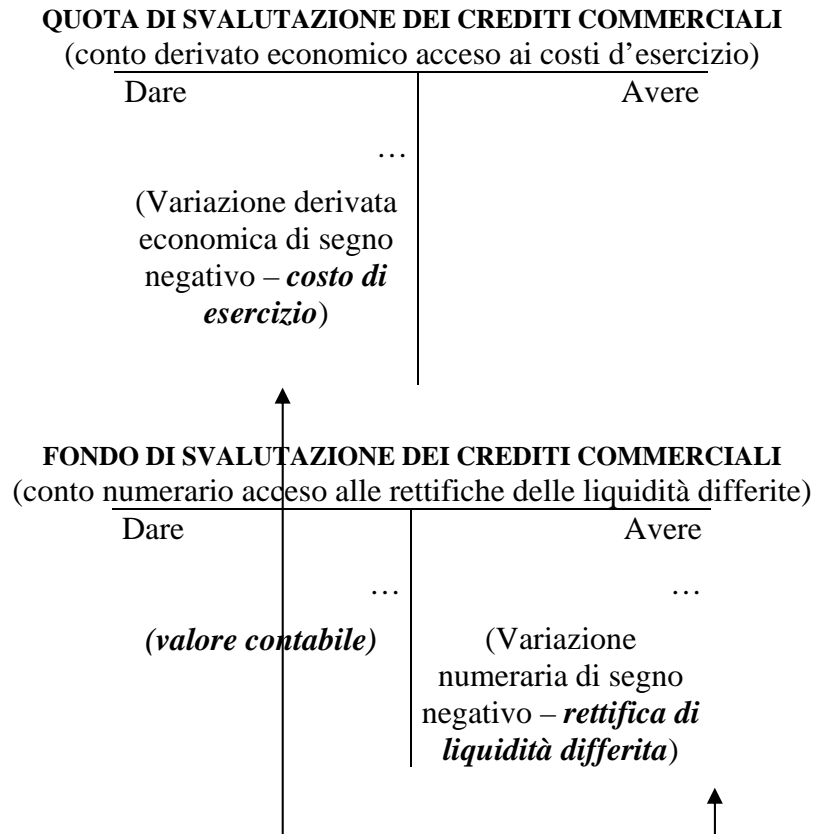 QUOTA DI SVALUTAZIONE DEI CREDITI COMMERCIALI
(conto derivato economico acceso ai costi d’esercizio)
Dare Avere
…
(Variazione derivata
economica di segno
negativo – costo di
esercizio)
FONDO DI SVALUTAZIONE DEI CREDITI COMMERCIALI
(conto numerario acceso alle rettifiche delle liquidità differite)
Dare Avere
… …
(valore contabile) (Variazione
numeraria di segno
negativo – rettifica di
liquidità differita)